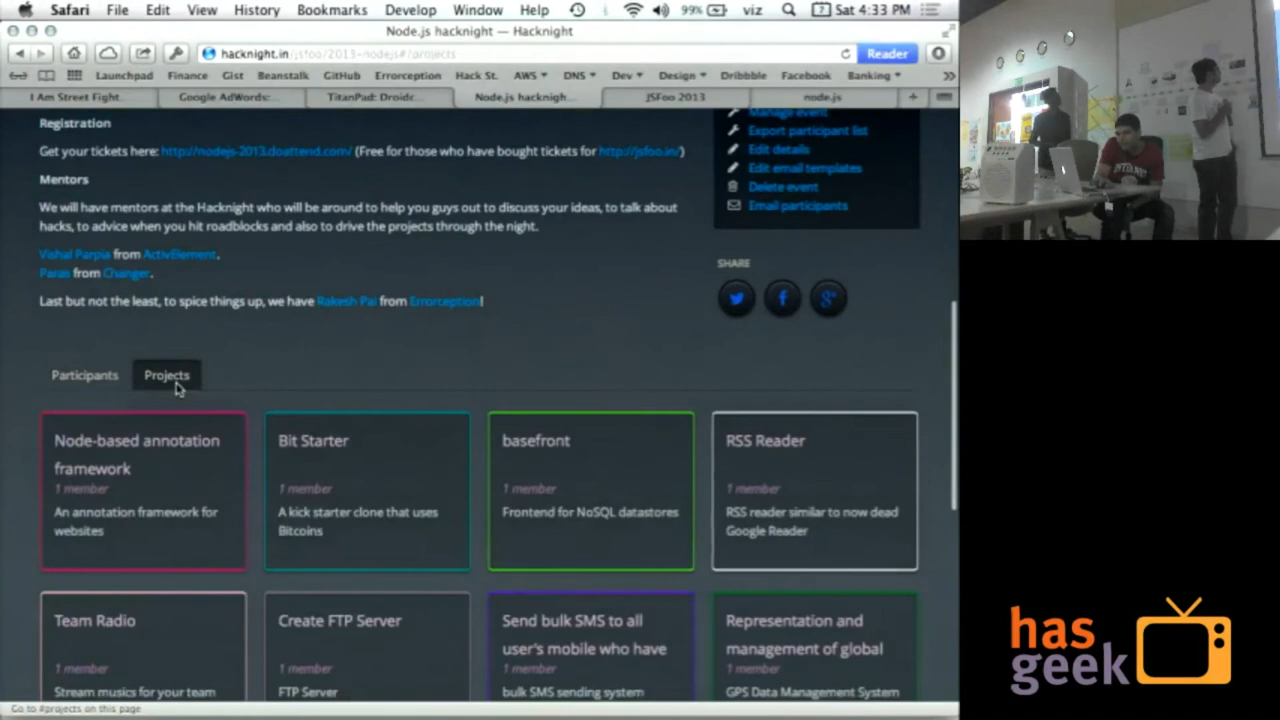 Safari File Edit View History Bookmarks Develop Window Help 99% viz 7 Sat 4:33 PM
Node.js hacknight — Hacknight
hacknight.in/jsfoo/2013-nodejs#/projects Reader
Launchpad Finance Gist Beanstalk GitHub Errorception Hack St. AWS DNS Dev Design Dribbble Facebook Banking »
I Am Street Fight... Google AdWords:... TitanPad: Droidc... Node.js hacknigh... JSFoo 2013 node.js +
Registration
Get your tickets here: http://nodejs-2013.doattend.com/ (Free for those who have bought tickets for http://jsfoo.in/)
Mentors
We will have mentors at the Hacknight who will be around to help you guys out to discuss your ideas, to talk about
hacks, to advice when you hit roadblocks and also to drive the projects through the night.
Vishal Parpia from ActivElement.
Paras from Changer.
Last but not the least, to spice things up, we have Rakesh Pai from Errorception!
Manage event
Export participant list
Edit details
Edit email templates
Delete event
Email participants
SHARE
Participants Projects
Node-based annotation
framework
1 member
An annotation framework for
websites
Bit Starter
1 member
A kick starter clone that uses
Bitcoins
basefront
1 member
Frontend for NoSQL datastores
RSS Reader
1 member
RSS reader similar to now dead
Google Reader
Team Radio
1 member
Stream musics for your team
Create FTP Server
1 member
FTP Server
Send bulk SMS to all
user's mobile who have
1 member
bulk SMS sending system
Representation and
management of global
1 member
GPS Data Management System
Go to #projects on this page
has
geek